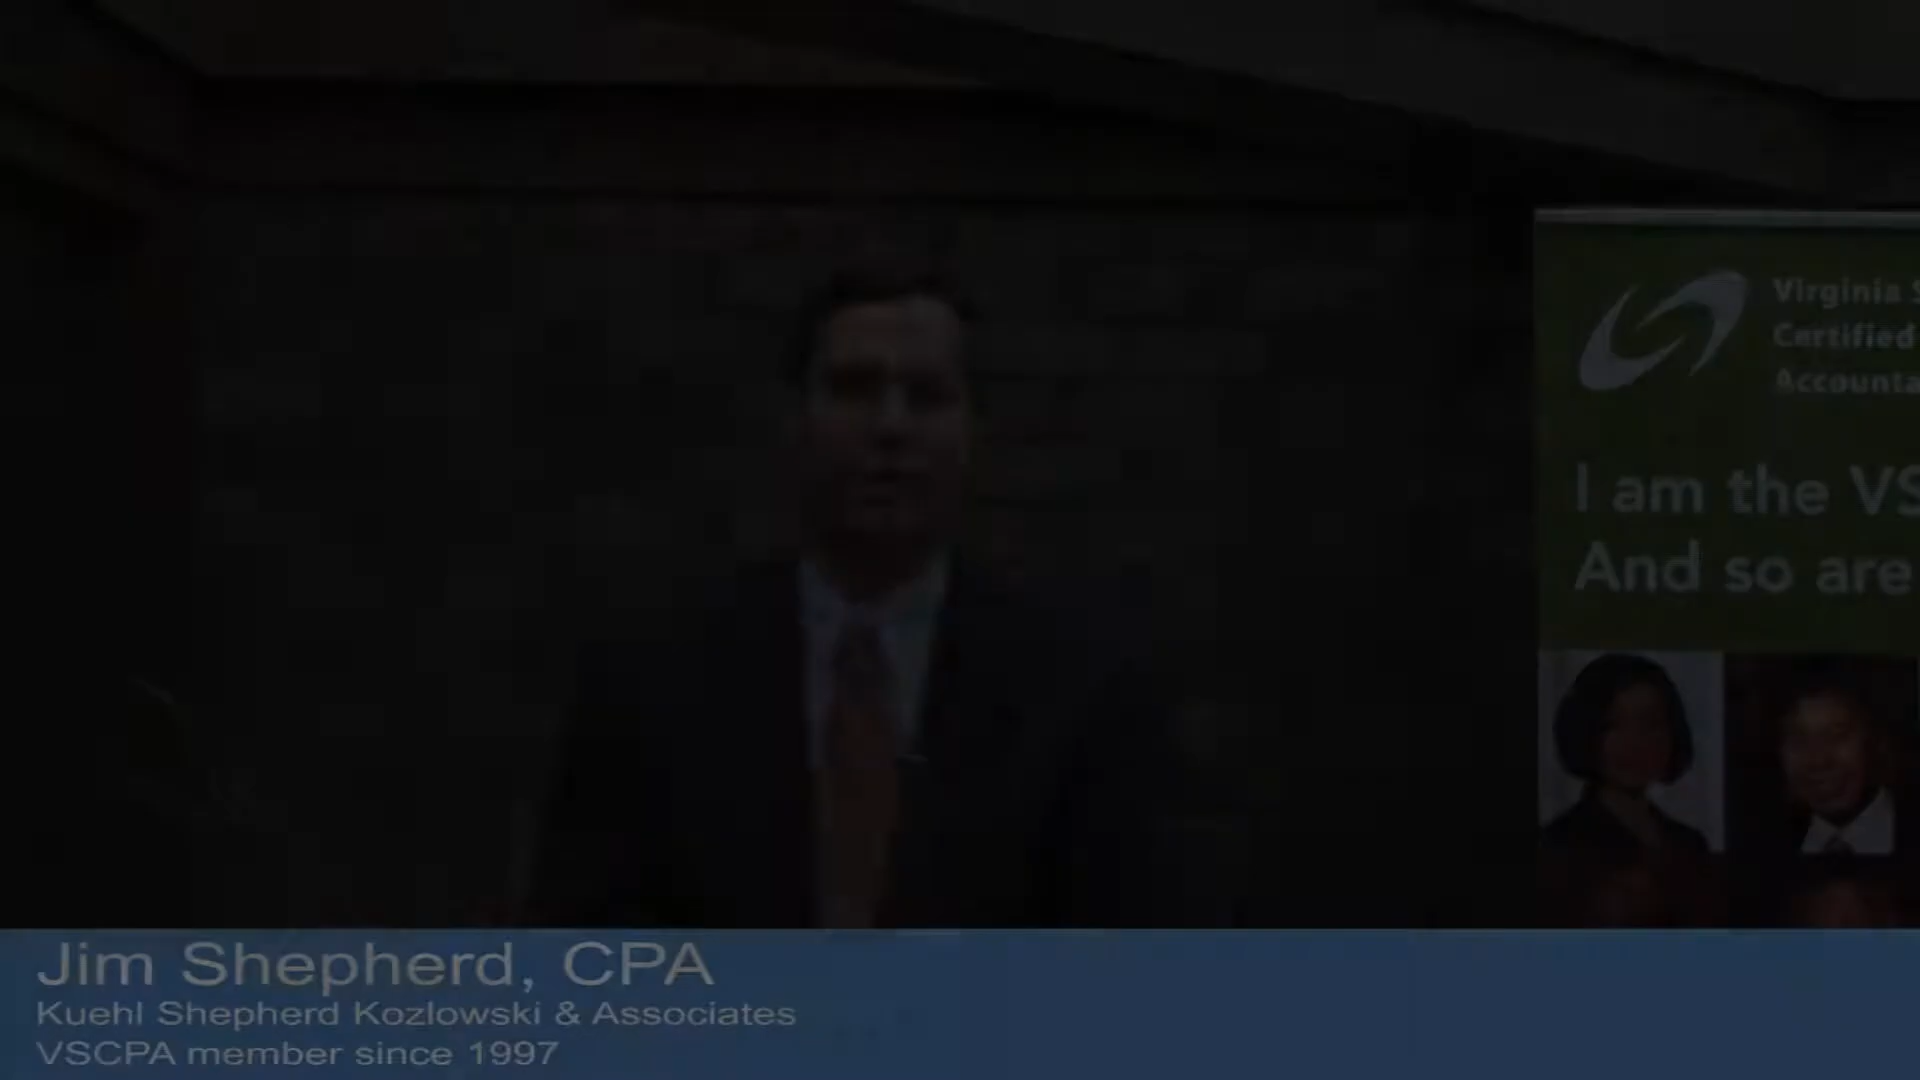 Virginia
Certified
I am the VS
And so are
Jim Shepherd, CPA
Kuehl Shepherd Kozlowski & Associates
VSCPA member since 1997